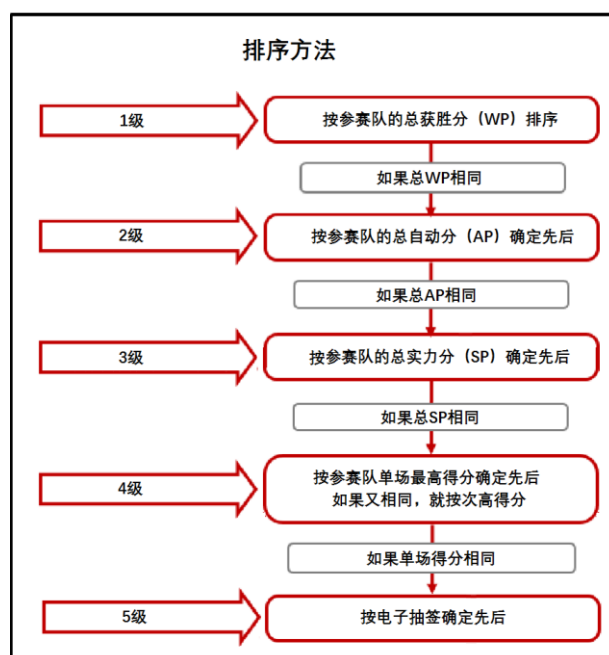 排序方法
1级
按参赛队的总获胜分（WP）排序
如果总WP相同
2级
按参赛队的总自动分（AP）确定先后
如果总AP相同
3级
按参赛队的总实力分（SP）确定先后
如果总SP相同
4级
按参赛队单场最高得分确定先后
如果又相同，就按次高得分
如果单场得分相同
5级
按电子抽签确定先后